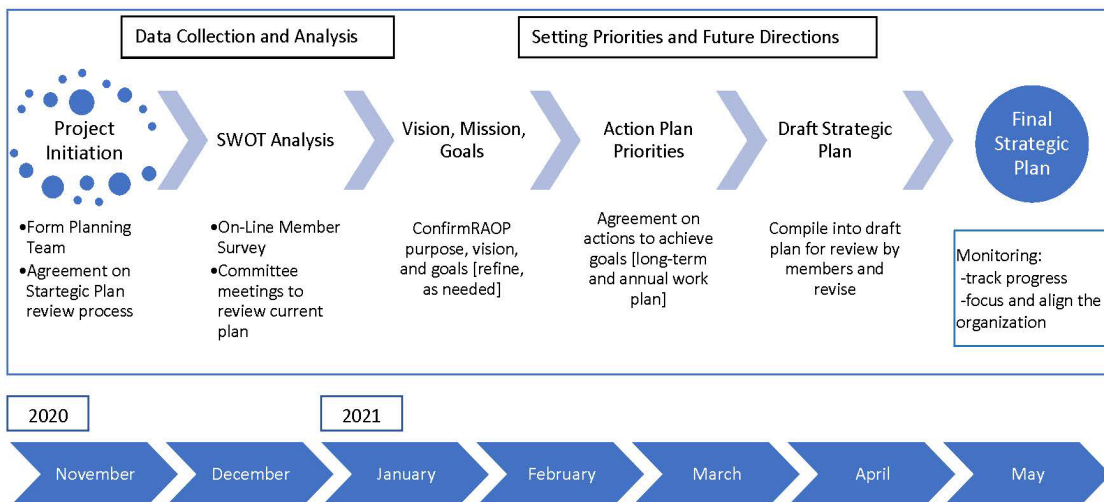 Data Collection and Analysis
Setting Priorities and Future Directions
Project
Initiation
SWOT Analysis
Vision, Mission,
Goals
Action Plan
Priorities
Draft Strategic
Plan
Final
Strategic
Plan
•Form Planning
Team
•Agreement on
Startegic Plan
review process
•On-Line Member
Survey
•Committee
meetings to
review current
plan
ConfirmRAOP
purpose, vision,
and goals [refine,
as needed]
Agreement on
actions to achieve
goals [long-term
and annual work
plan]
Compile into draft
plan for review by
members and
revise
Monitoring:
-track progress
-focus and align the
organization
2020
2021
November
December
January
February
March
April
May